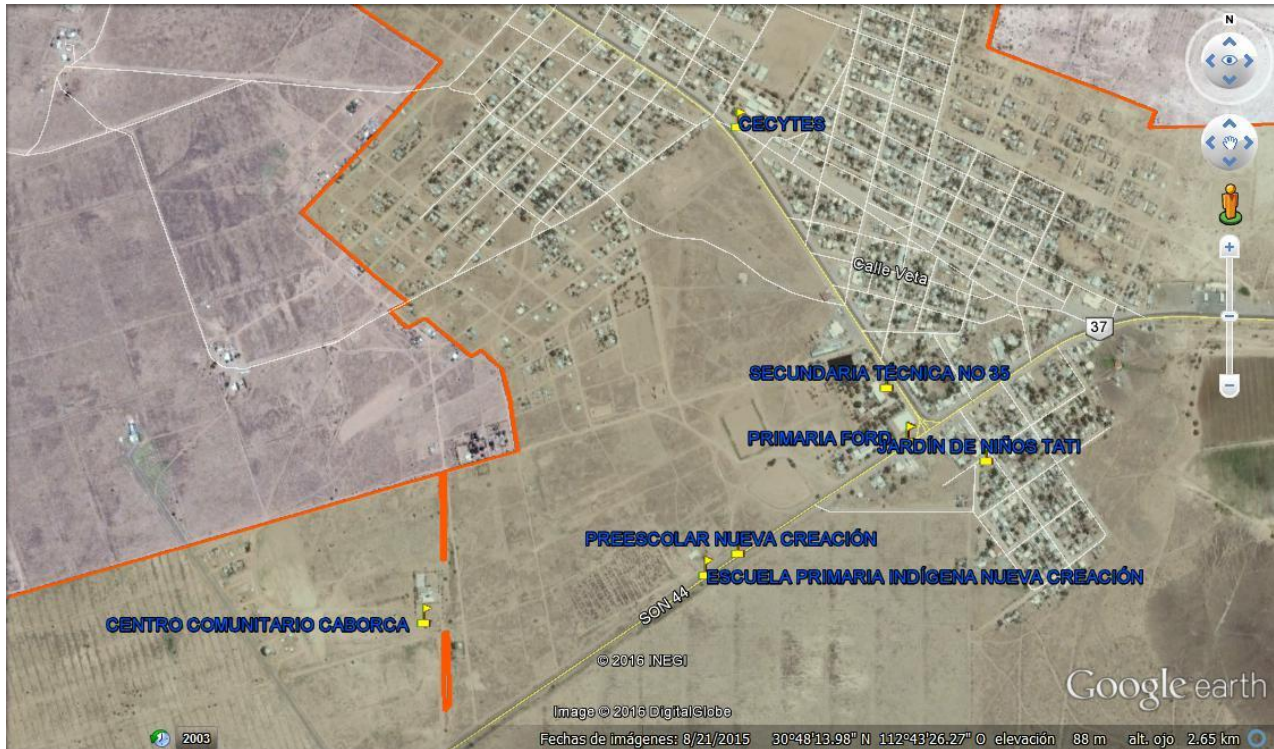 N
CECYTES
Calle Veta
37
SECUNDARIA TÉCNICA NO 35
PRIMARIA FORD
JARDÍN DE NIÑOS TATI
PREESCOLAR NUEVA CREACIÓN
ESCUELA PRIMARIA INDÍGENA NUEVA CREACIÓN
SON 44
CENTRO COMUNITARIO CABORCA
© 2016 INEGI
Google earth
Image © 2016 DigitalGlobe
2003
Fechas de imágenes: 8/21/2015 30°48'13.98" N 112°43'26.27" O elevación 88 m alt. ojo 2.65 km